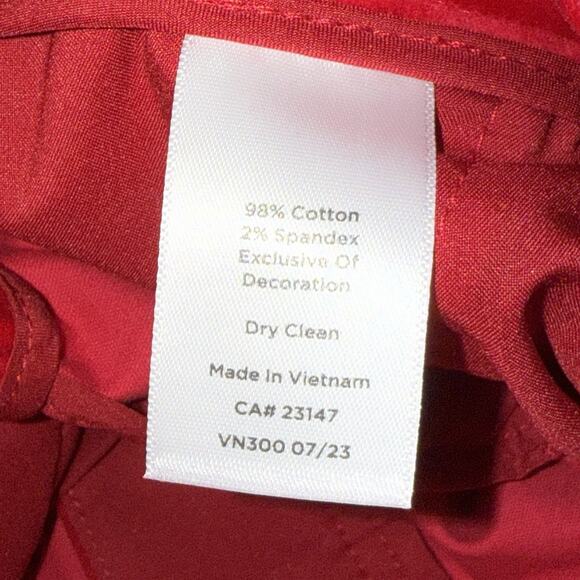 98% Cotton
2% Spandex
Exclusive Of
Decoration
Dry Clean
Made In Vietnam
CA# 23147
VN300 07/23